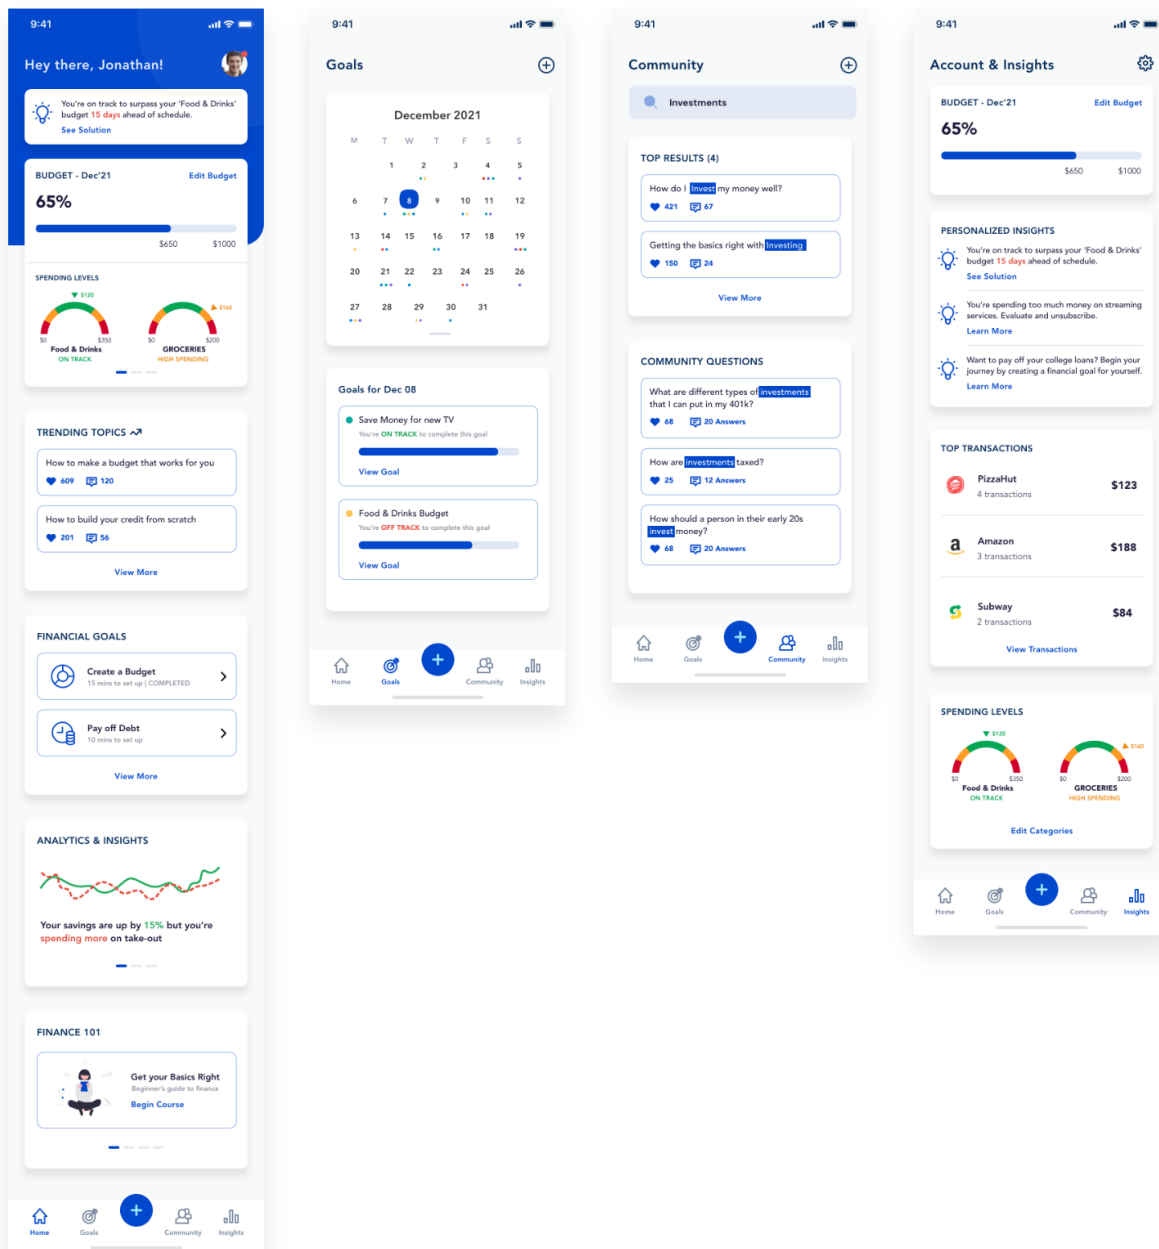 9:41
Hey there, Jonathan!
You're on track to surpass your 'Food & Drinks'
budget 15 days ahead of schedule.
See Solution
BUDGET - Dec'21 Edit Budget
65%
$650 $1000
SPENDING LEVELS
$120
$160
$0 $350
$0 $200
Food & Drinks
ON TRACK
GROCERIES
HIGH SPENDING
TRENDING TOPICS
How to make a budget that works for you
609 120
How to build your credit from scratch
201 56
View More
FINANCIAL GOALS
Create a Budget
15 mins to set up | COMPLETED
Pay off Debt
10 mins to set up
View More
ANALYTICS & INSIGHTS
Your savings are up by 15% but you're
spending more on take-out
FINANCE 101
Get your Basics Right
Beginner's guide to finance
Begin Course
Home Goals + Community Insights
9:41
Goals
December 2021
M T W T F S S
1 2 3 4 5
6 7 8 9 10 11 12
13 14 15 16 17 18 19
20 21 22 23 24 25 26
27 28 29 30 31
Goals for Dec 08
Save Money for new TV
You're ON TRACK to complete this goal
View Goal
Food & Drinks Budget
You're OFF TRACK to complete this goal
View Goal
Home Goals + Community Insights
9:41
Community
Investments
TOP RESULTS (4)
How do I Invest my money well?
421 67
Getting the basics right with Investing
150 24
View More
COMMUNITY QUESTIONS
What are different types of investments
that I can put in my 401k?
68 20 Answers
How are investments taxed?
25 12 Answers
How should a person in their early 20s
invest money?
68 20 Answers
Home Goals + Community Insights
9:41
Account & Insights
BUDGET - Dec'21 Edit Budget
65%
$650 $1000
PERSONALIZED INSIGHTS
You're on track to surpass your 'Food & Drinks'
budget 15 days ahead of schedule.
See Solution
You're spending too much money on streaming
services. Evaluate and unsubscribe.
Learn More
Want to pay off your college loans? Begin your
journey by creating a financial goal for yourself.
Learn More
TOP TRANSACTIONS
PizzaHut
4 transactions
$123
Amazon
3 transactions
$188
Subway
2 transactions
$84
View Transactions
SPENDING LEVELS
$120
$160
$0 $350
$0 $200
Food & Drinks
ON TRACK
GROCERIES
HIGH SPENDING
Edit Categories
Home Goals + Community Insights